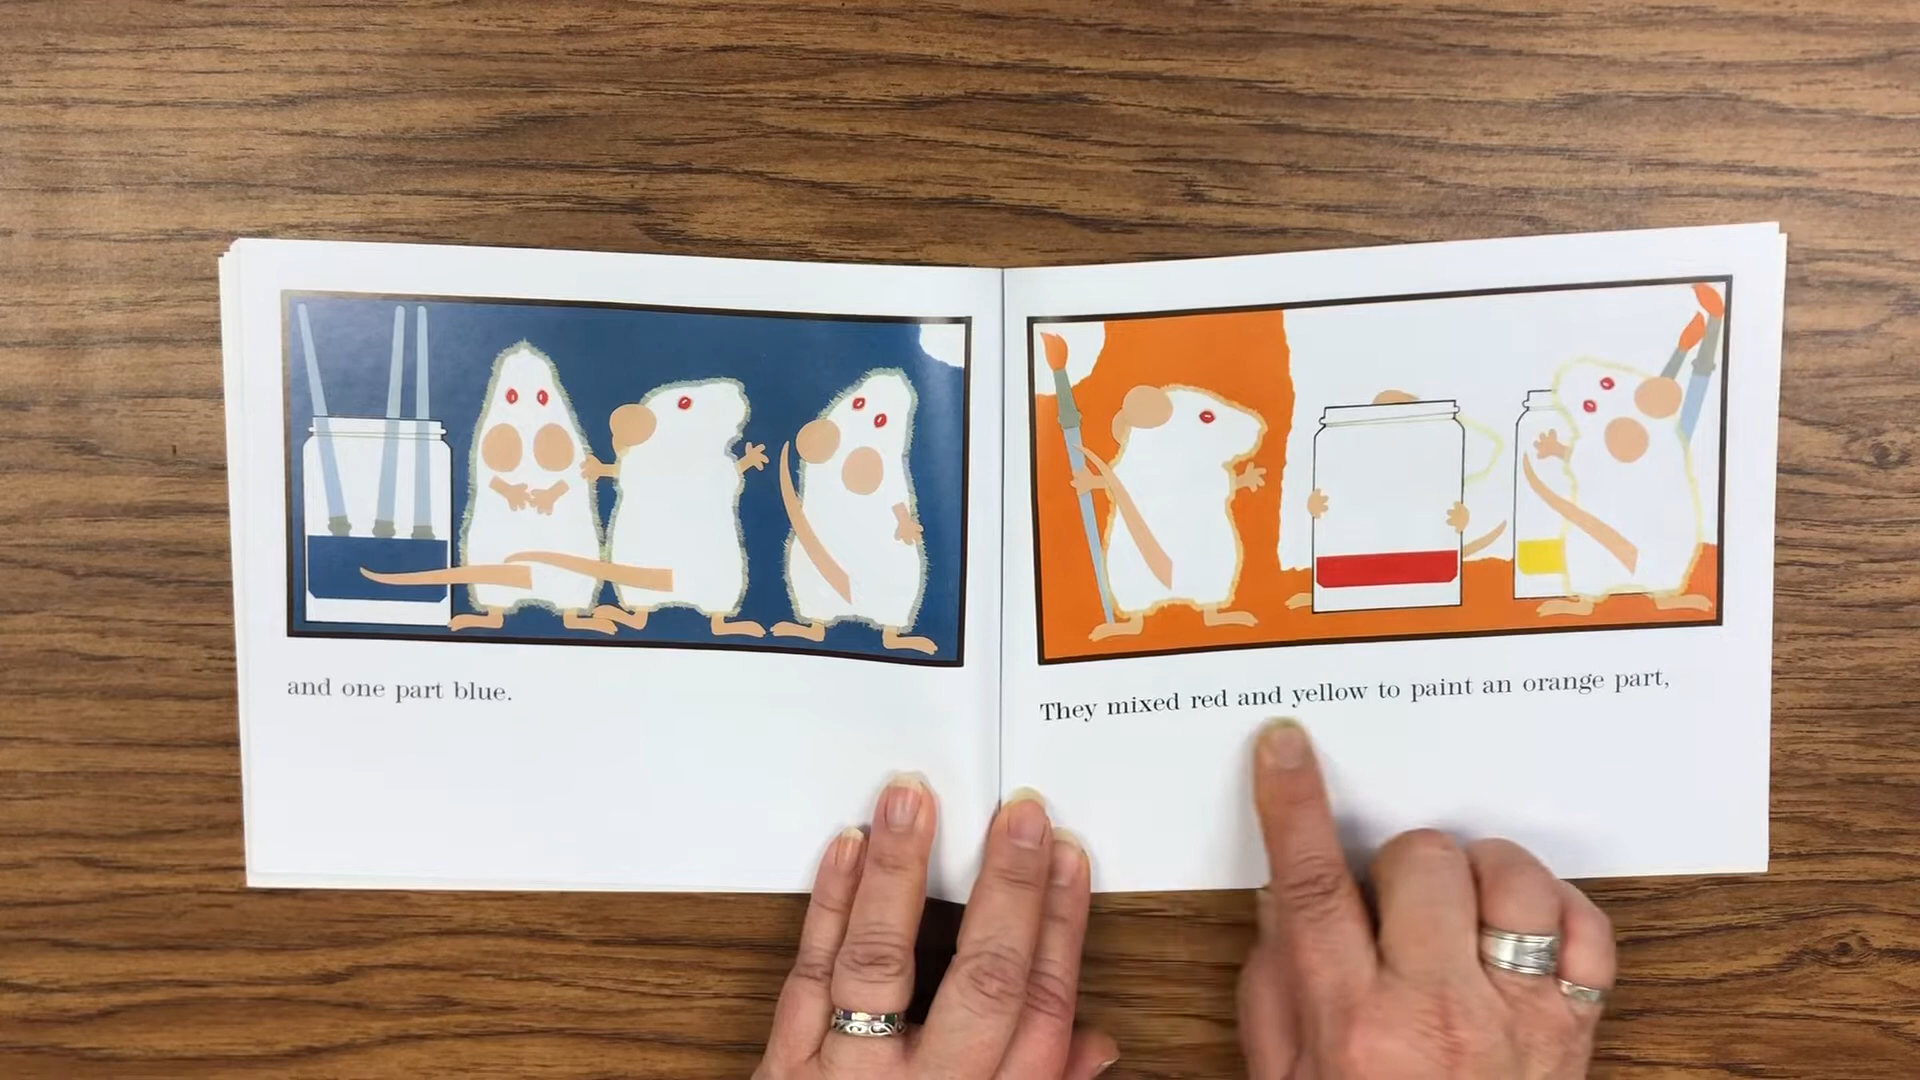 and one part blue.
They mixed red and yellow to paint an orange part,